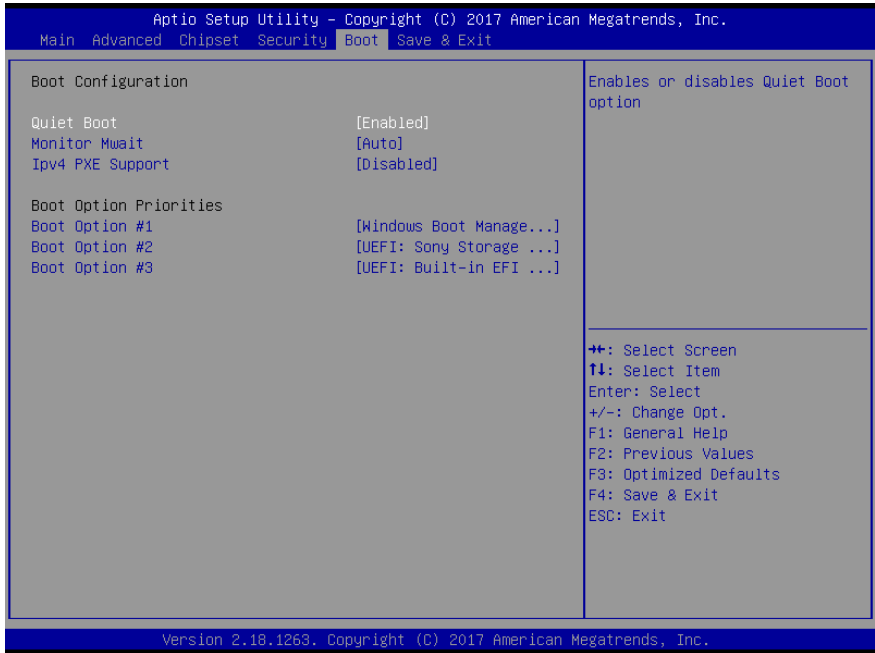 Aptio Setup Utility – Copyright (C) 2017 American Megatrends, Inc.
Main Advanced Chipset Security Boot Save & Exit
Boot Configuration
Quiet Boot [Enabled]
Monitor Mwait [Auto]
Ipv4 PXE Support [Disabled]
Boot Option Priorities
Boot Option #1 [Windows Boot Manage...]
Boot Option #2 [UEFI: Sony Storage ...]
Boot Option #3 [UEFI: Built-in EFI ...]
Enables or disables Quiet Boot
option
→←: Select Screen
↑↓: Select Item
Enter: Select
+/-: Change Opt.
F1: General Help
F2: Previous Values
F3: Optimized Defaults
F4: Save & Exit
ESC: Exit
Version 2.18.1263. Copyright (C) 2017 American Megatrends, Inc.